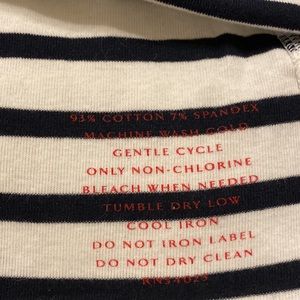 93% COTTON 7% SPANDEX
MACHINE WASH COLD
GENTLE CYCLE
ONLY NON-CHLORINE
BLEACH WHEN NEEDED
TUMBLE DRY LOW
COOL IRON
DO NOT IRON LABEL
DO NOT DRY CLEAN